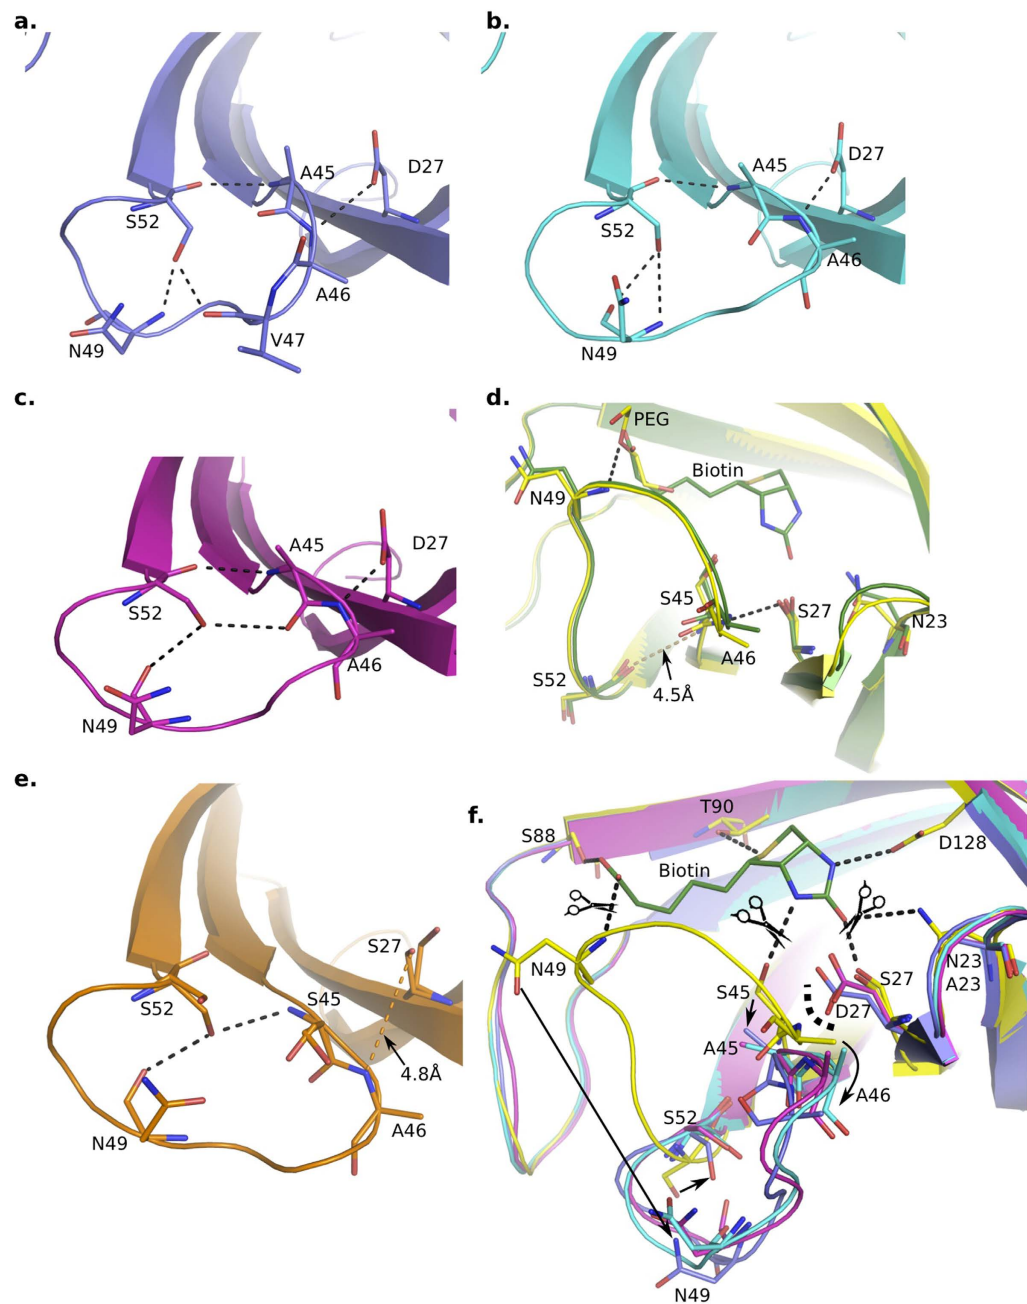 a.
A45
D27
S52
A46
N49
V47
b.
A45
D27
S52
A46
N49
c.
A45
D27
S52
A46
N49
d.
PEG
Biotin
N49
S45
S27
N23
A46
S52
4.5Å
e.
S27
S52
S45
4.8Å
N49
A46
f.
T90
S88
D128
Biotin
N49
N23
S27
A23
S45
D27
A45
A46
S52
N49